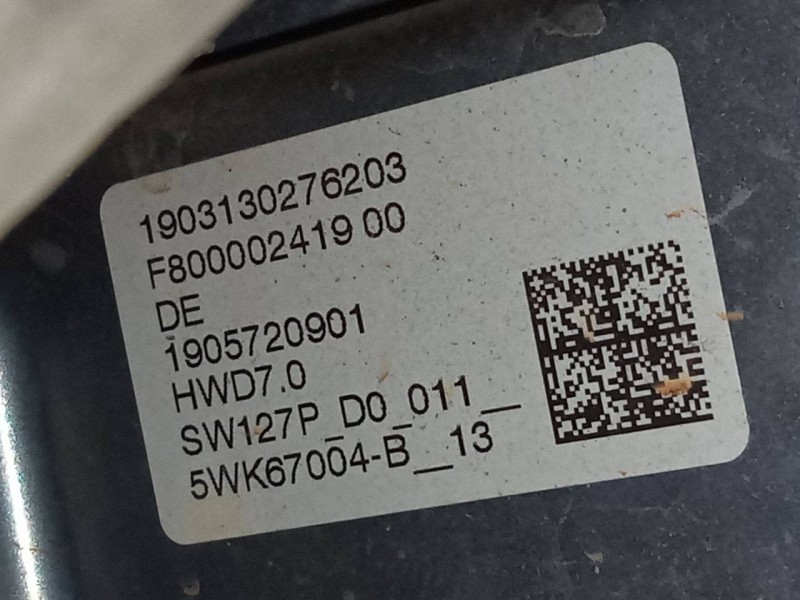 1903130276203
F800002419 00
DE
1905720901
HWD7.0
SW127P_D0_011__
5WK67004-B__13